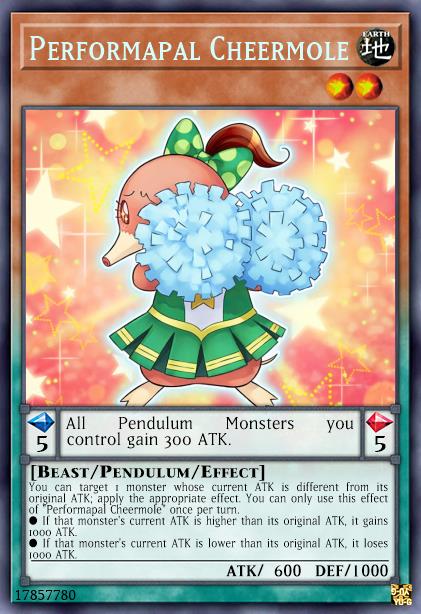 Performapal Cheermole
EARTH
地
5
All Pendulum Monsters you
control gain 300 ATK.
5
[Beast/Pendulum/Effect]
You can target 1 monster whose current ATK is different from its
original ATK; apply the appropriate effect. You can only use this effect
of "Performapal Cheermole" once per turn.
● If that monster's current ATK is higher than its original ATK, it gains
1000 ATK.
● If that monster's current ATK is lower than its original ATK, it loses
1000 ATK.
ATK/ 600 DEF/1000
17857780